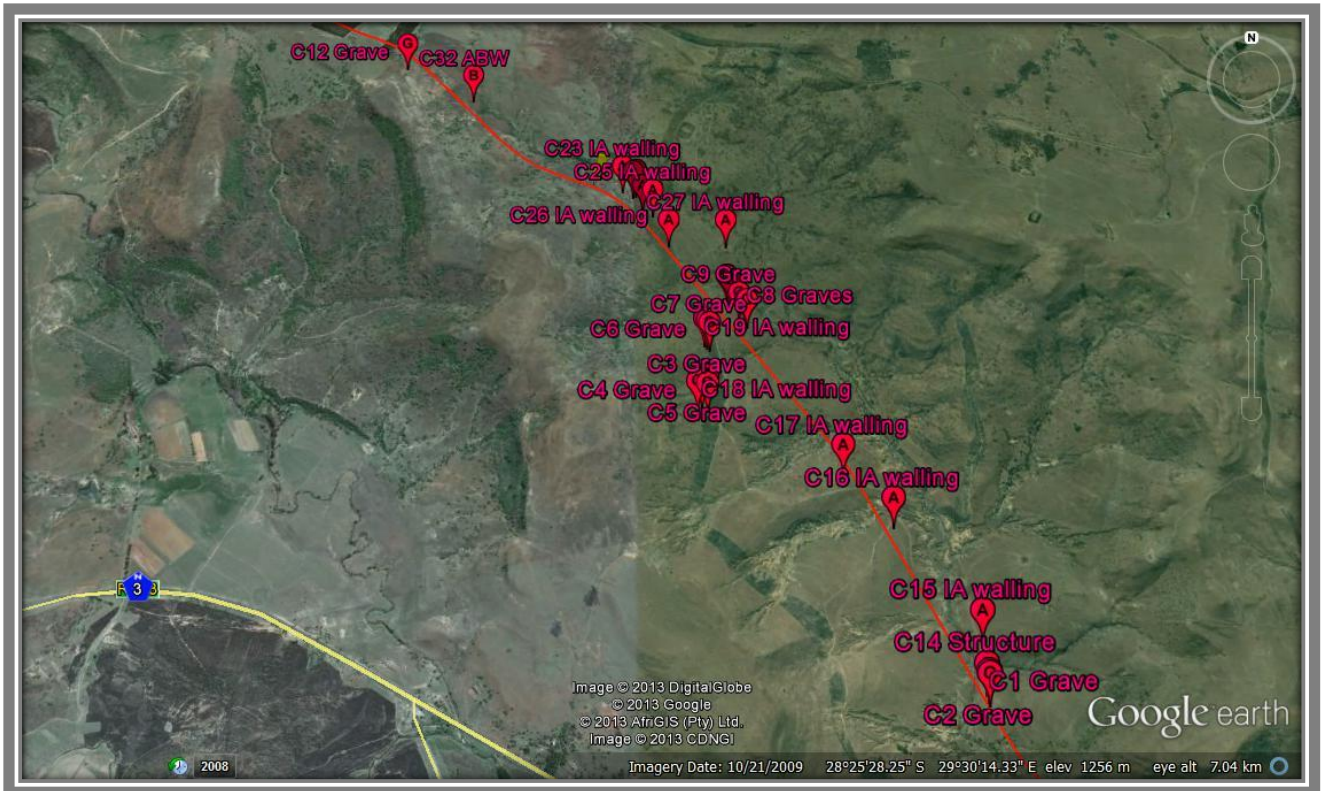 N
G
C12 Grave
C32 ABW
B
C23 IA walling
C25 IA walling
A
C26 IA walling
C27 IA walling
A
A
C9 Grave
C8 Graves
C7 Grave
C6 Grave
C19 IA walling
C3 Grave
C4 Grave
C18 IA walling
C5 Grave
C17 IA walling
A
C16 IA walling
A
C15 IA walling
A
C14 Structure
C1 Grave
C2 Grave
N
3
Image © 2013 DigitalGlobe
© 2013 Google
© 2013 AfriGIS (Pty) Ltd.
Image © 2013 CDNGI
Google earth
2008
Imagery Date: 10/21/2009 28°25'28.25" S 29°30'14.33" E elev 1256 m eye alt 7.04 km